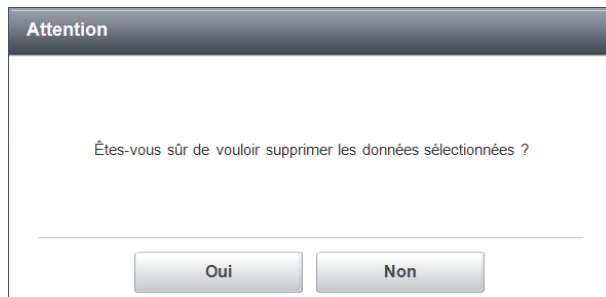 Attention
Êtes-vous sûr de vouloir supprimer les données sélectionnées ?
Oui
Non